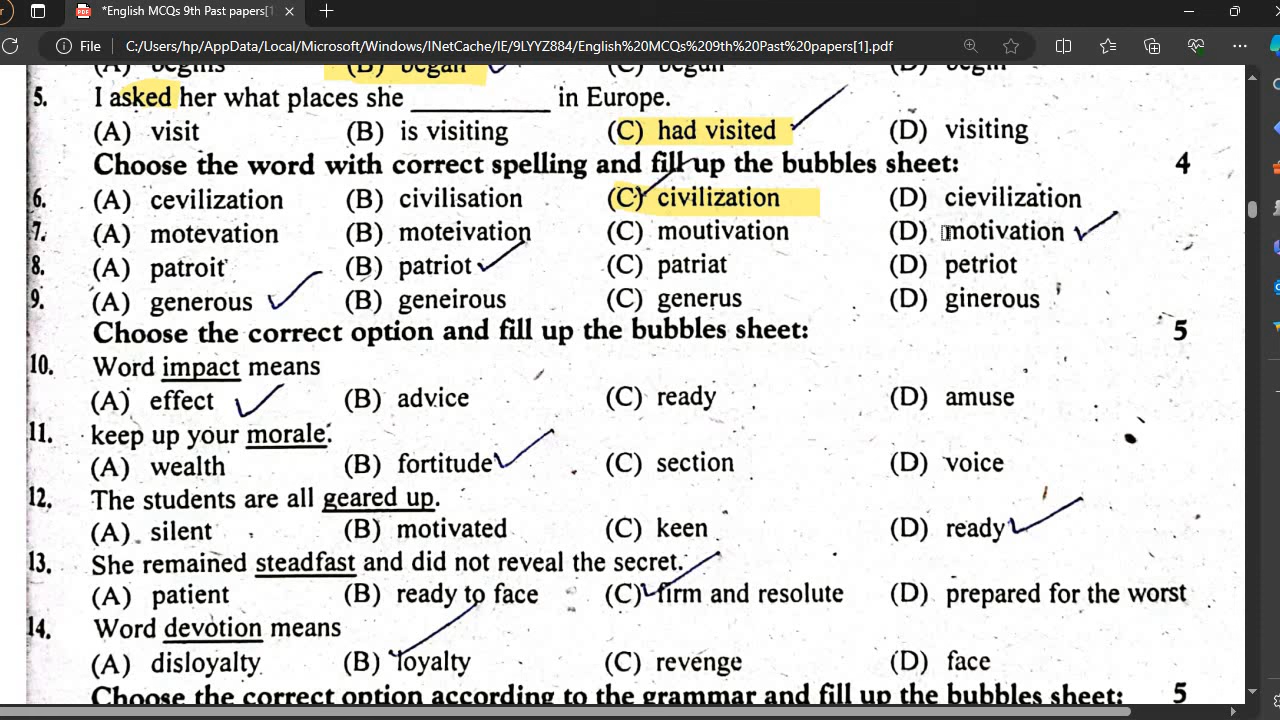 *English MCQs 9th Past papers[1
File C:/Users/hp/AppData/Local/Microsoft/Windows/INetCache/IE/9LYYZ884/English%20MCQs%209th%20Past%20papers[1].pdf
(A) begins (B) began (C) begun (D) begin
5. I asked her what places she __________ in Europe.
(A) visit (B) is visiting (C) had visited (D) visiting
Choose the word with correct spelling and fill up the bubbles sheet: 4
6. (A) cevilization (B) civilisation (C) civilization (D) cievilization
7. (A) motevation (B) moteivation (C) moutivation (D) motivation
8. (A) patroit (B) patriot (C) patriat (D) petriot
9. (A) generous (B) geneirous (C) generus (D) ginerous
Choose the correct option and fill up the bubbles sheet: 5
10. Word impact means
(A) effect (B) advice (C) ready (D) amuse
11. keep up your morale.
(A) wealth (B) fortitude (C) section (D) voice
12. The students are all geared up.
(A) silent (B) motivated (C) keen (D) ready
13. She remained steadfast and did not reveal the secret.
(A) patient (B) ready to face (C) firm and resolute (D) prepared for the worst
14. Word devotion means
(A) disloyalty (B) loyalty (C) revenge (D) face
Choose the correct option according to the grammar and fill up the bubbles sheet: 5